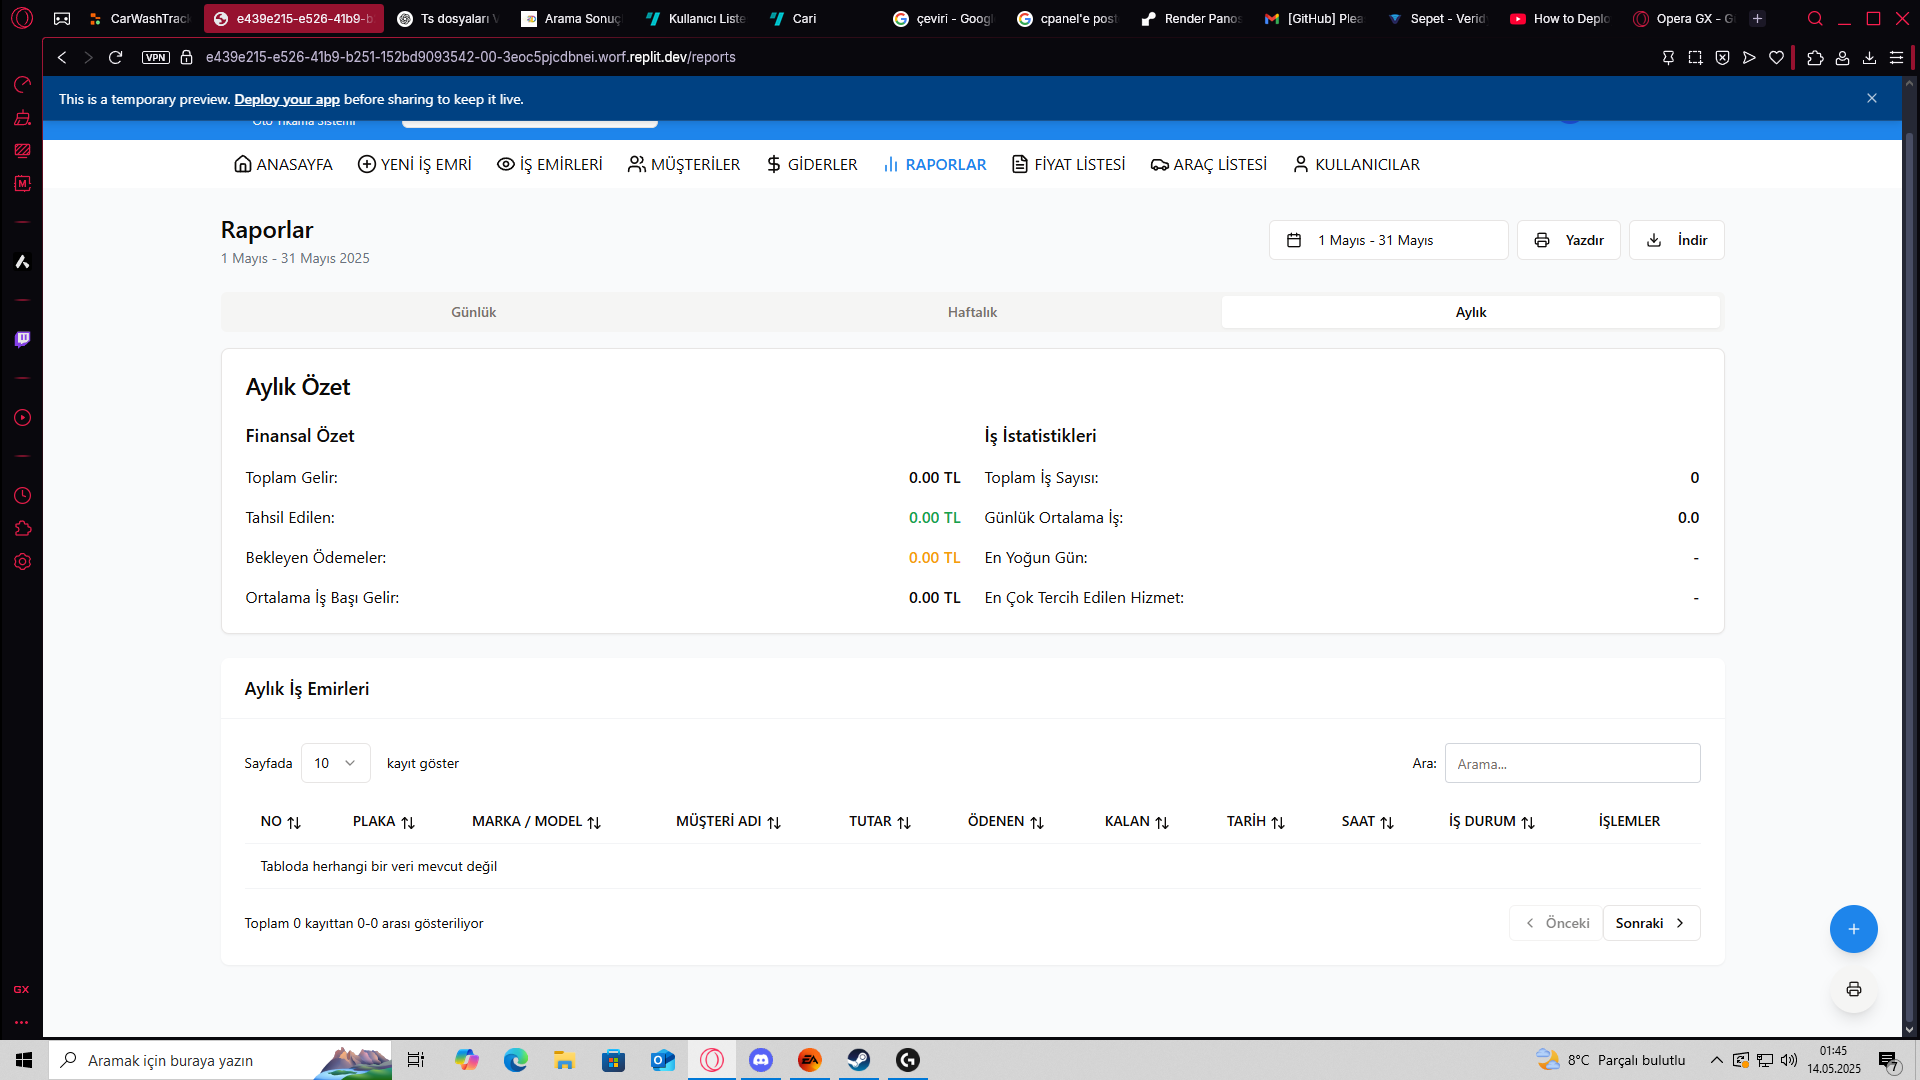 CarWashTrack
e439e215-e526-41b9-b
Ts dosyaları V
Arama Sonuç
Kullanıcı Liste
Cari
çeviri - Googl
cpanel'e post
Render Panos
[GitHub] Plea
Sepet - Verid
How to Deplo
Opera GX - G
VPN
e439e215-e526-41b9-b251-152bd9093542-00-3eoc5pjcdbnei.worf.replit.dev/reports
This is a temporary preview. Deploy your app before sharing to keep it live.
Oto Yıkama Sistemi
ANASAYFA
YENİ İŞ EMRİ
İŞ EMİRLERİ
MÜŞTERİLER
GİDERLER
RAPORLAR
FİYAT LİSTESİ
ARAÇ LİSTESİ
KULLANICILAR
Raporlar
1 Mayıs - 31 Mayıs 2025
1 Mayıs - 31 Mayıs
Yazdır
İndir
Günlük
Haftalık
Aylık
Aylık Özet
Finansal Özet
İş İstatistikleri
Toplam Gelir: 0.00 TL
Toplam İş Sayısı: 0
Tahsil Edilen: 0.00 TL
Günlük Ortalama İş: 0.0
Bekleyen Ödemeler: 0.00 TL
En Yoğun Gün: -
Ortalama İş Başı Gelir: 0.00 TL
En Çok Tercih Edilen Hizmet: -
Aylık İş Emirleri
Sayfada 10 kayıt göster
Ara: Arama...
NO PLAKA MARKA / MODEL MÜŞTERİ ADI TUTAR ÖDENEN KALAN TARİH SAAT İŞ DURUM İŞLEMLER
Tabloda herhangi bir veri mevcut değil
Toplam 0 kayıttan 0-0 arası gösteriliyor
Önceki
Sonraki
GX
Aramak için buraya yazın
8°C Parçalı bulutlu
01:45
14.05.2025
7